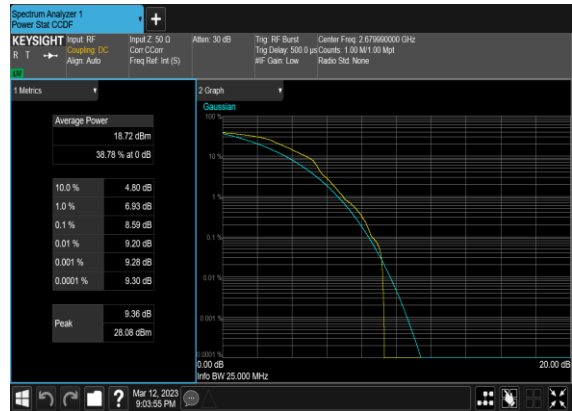 Spectrum Analyzer 1
Power Stat CCDF
+
KEYSIGHT Input: RF Input Z: 50 Ω Atten: 30 dB Trig: RF Burst Center Freq: 2.679990000 GHz
R T Coupling: DC Corr CCorr Trig Delay: 500.0 µs Counts: 1.00 M/1.00 Mpt
Align: Auto Freq Ref: Int (S) #IF Gain: Low Radio Std: None
1 Metrics
2 Graph
Average Power
18.72 dBm
38.78 % at 0 dB
10.0 % 4.80 dB
1.0 % 6.93 dB
0.1 % 8.59 dB
0.01 % 9.20 dB
0.001 % 9.28 dB
0.0001 % 9.30 dB
Peak
9.36 dB
28.08 dBm
Gaussian
100 %
10 %
1 %
0.1 %
0.01 %
0.001 %
0.0001 %
0.00 dB 20.00 dB
Info BW 25.000 MHz
? Mar 12, 2023
9:03:55 PM